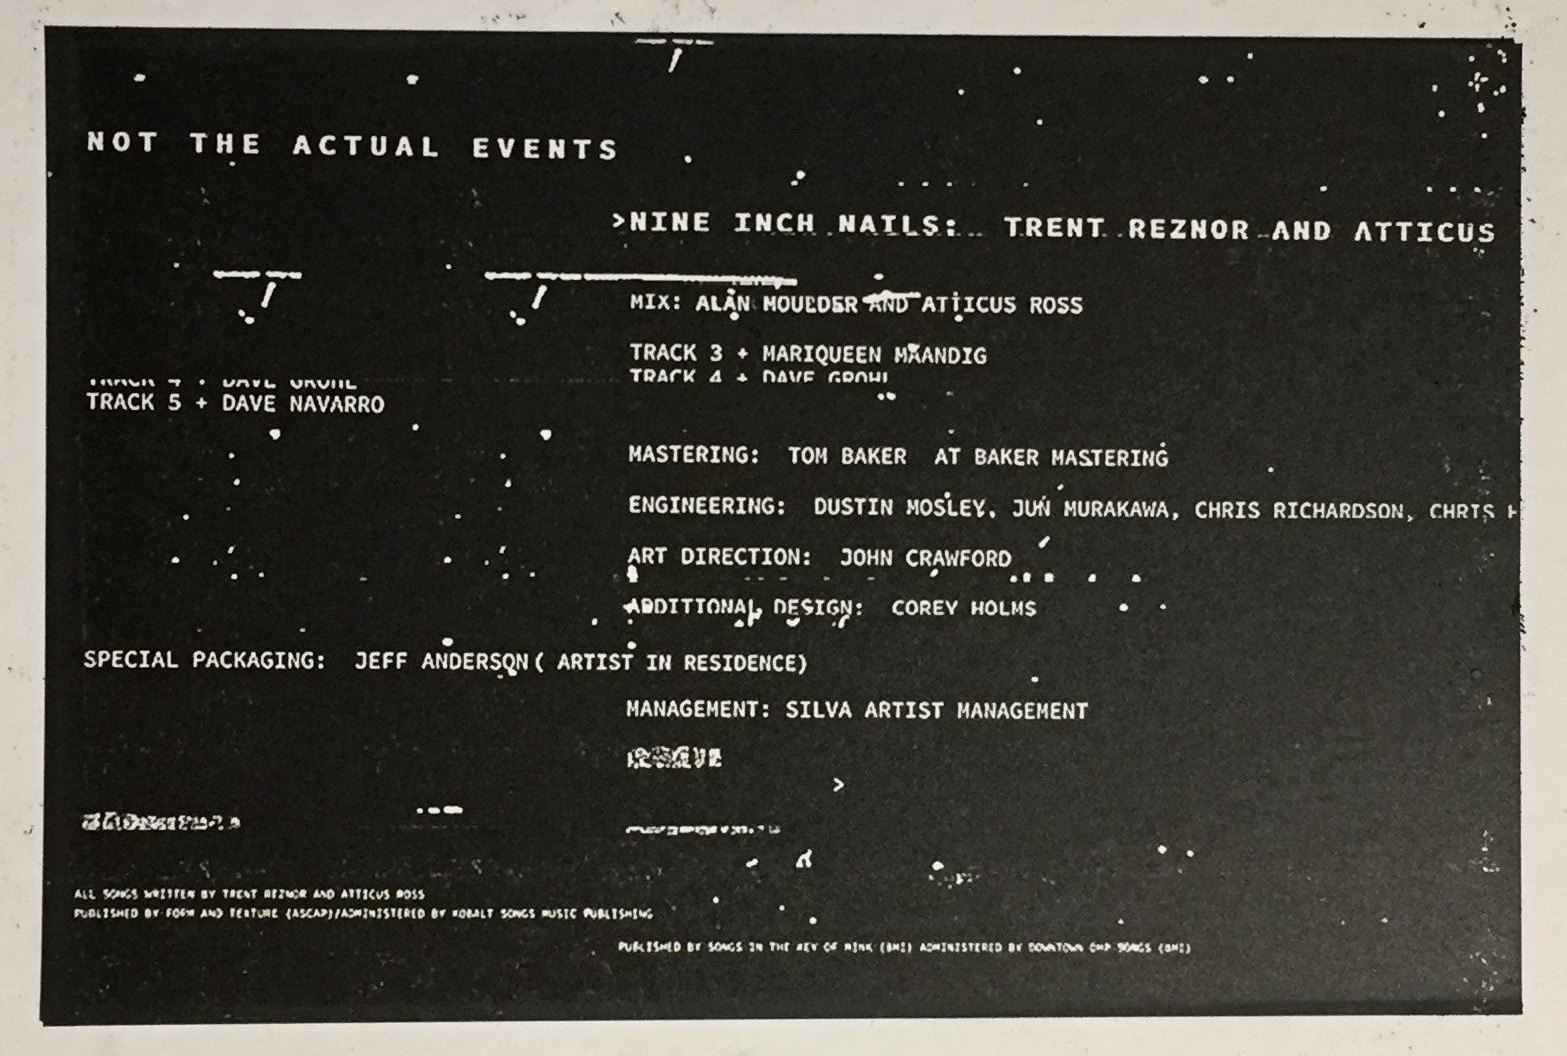 NOT THE ACTUAL EVENTS
>NINE INCH NAILS: TRENT REZNOR AND ATTICUS
MIX: ALAN MOULDER AND ATTICUS ROSS
TRACK 3 + MARIQUEEN MAANDIG
TRACK 4 + DAVE GROHL
TRACK 4 + DAVE GROHL
TRACK 5 + DAVE NAVARRO
MASTERING: TOM BAKER AT BAKER MASTERING
ENGINEERING: DUSTIN MOSLEY, JUN MURAKAWA, CHRIS RICHARDSON, CHRIS
ART DIRECTION: JOHN CRAWFORD
ADDITIONAL DESIGN: COREY HOLMS
SPECIAL PACKAGING: JEFF ANDERSON ( ARTIST IN RESIDENCE)
MANAGEMENT: SILVA ARTIST MANAGEMENT
>
ALL SONGS WRITTEN BY TRENT REZNOR AND ATTICUS ROSS
PUBLISHED BY FORM AND TEXTURE (ASCAP)/ADMINISTERED BY KOBALT SONGS MUSIC PUBLISHING
PUBLISHED BY SONGS IN THE KEY OF MINK (BMI) ADMINISTERED BY DOWNTOWN DMP SONGS (BMI)